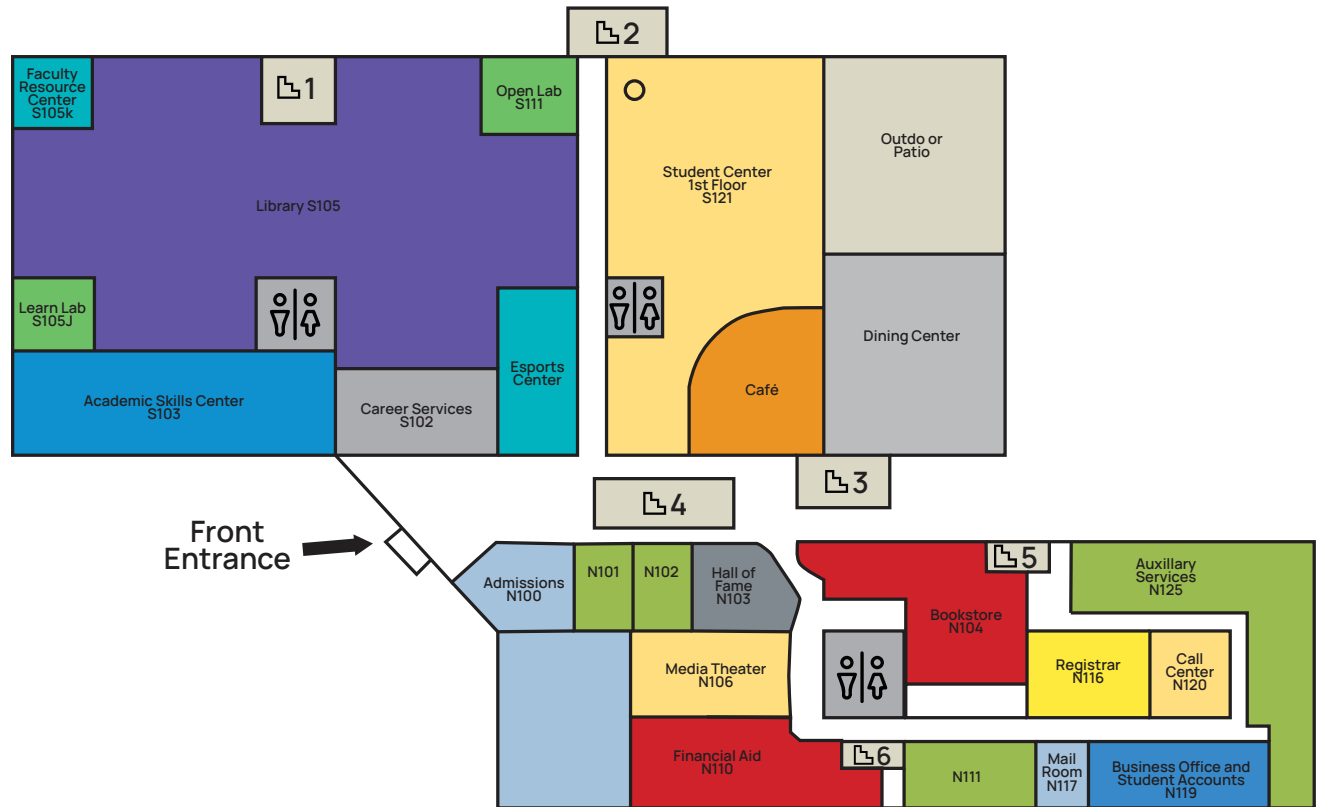 2
Faculty
Resource
Center
S105k
1
Open Lab
S111
Student Center
1st Floor
S121
Outdo or
Patio
Library S105
Learn Lab
S105J
Esports
Center
Dining Center
Academic Skills Center
S103
Career Services
S102
Café
3
4
Front
Entrance
Admissions
N100
N101
N102
Hall of
Fame
N103
5
Auxillary
Services
N125
Bookstore
N104
Media Theater
N106
Registrar
N116
Call
Center
N120
Financial Aid
N110
6
N111
Mail
Room
N117
Business Office and
Student Accounts
N119